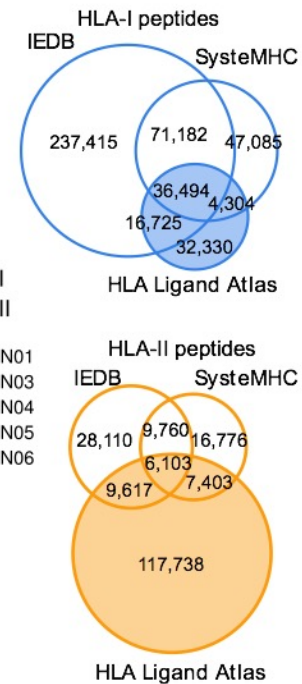 HLA-I peptides
IEDB
SysteMHC
237,415
71,182
47,085
36,494
4,304
16,725
32,330
I
HLA Ligand Atlas
II
HLA-II peptides
N01
IEDB
SysteMHC
N03
N04
N05
N06
28,110
9,760
16,776
6,103
9,617
7,403
117,738
HLA Ligand Atlas